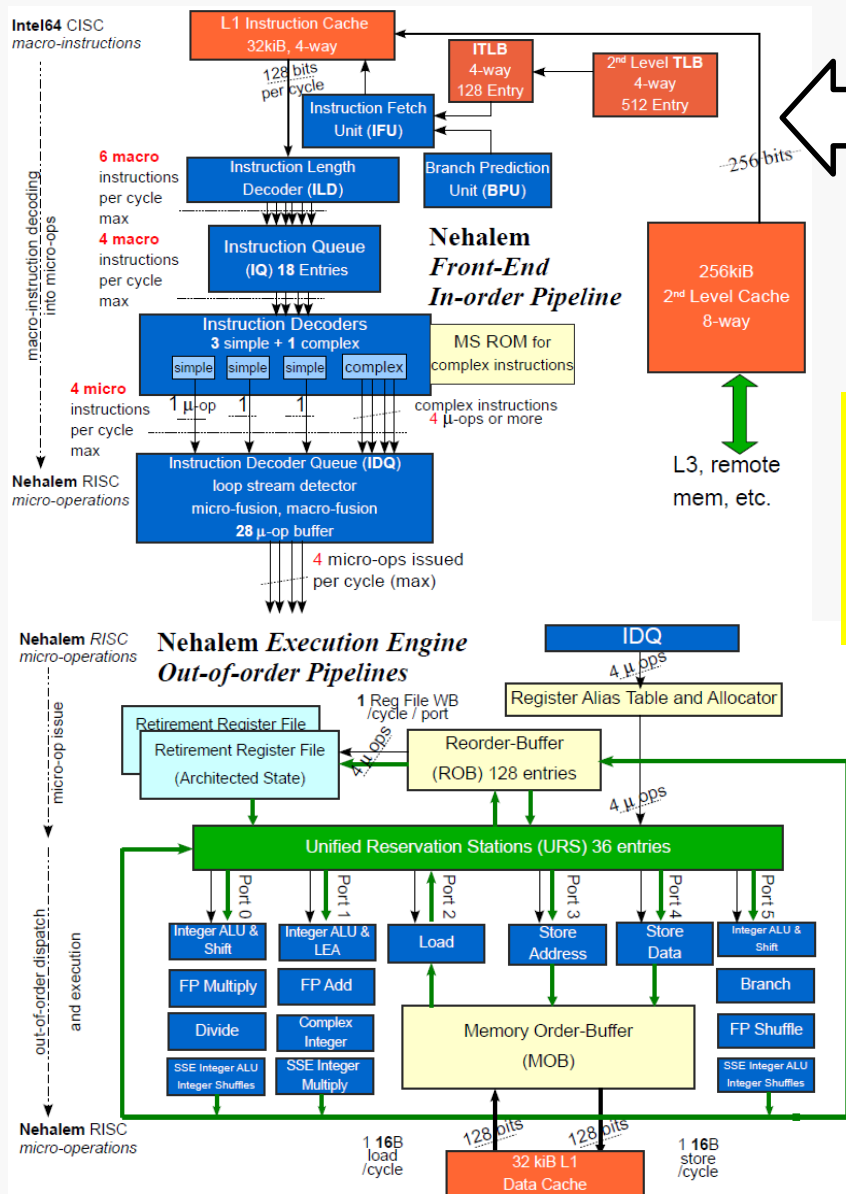 Intel64 CISC
macro-instructions
L1 Instruction Cache
32kiB, 4-way
128 bits
per cycle
ITLB
4-way
128 Entry
2nd Level TLB
4-way
512 Entry
Instruction Fetch
Unit (IFU)
256 bits
6 macro
instructions
per cycle
max
Instruction Length
Decoder (ILD)
Branch Prediction
Unit (BPU)
macro-instruction decoding
into micro-ops
4 macro
instructions
per cycle
max
Instruction Queue
(IQ) 18 Entries
Nehalem
Front-End
In-order Pipeline
256kiB
2nd Level Cache
8-way
Instruction Decoders
3 simple + 1 complex
simple
simple
simple
complex
MS ROM for
complex instructions
4 micro
instructions
per cycle
max
1 μ-op
1
1
complex instructions
4 μ-ops or more
Nehalem RISC
micro-operations
Instruction Decoder Queue (IDQ)
loop stream detector
micro-fusion, macro-fusion
28 μ-op buffer
L3, remote
mem, etc.
4 micro-ops issued
per cycle (max)
Nehalem RISC
micro-operations
Nehalem Execution Engine
Out-of-order Pipelines
IDQ
4 μ ops
Register Alias Table and Allocator
micro-op issue
1 Reg File WB
/cycle / port
Retirement Register File
Retirement Register File
(Architected State)
4 μ ops
Reorder-Buffer
(ROB) 128 entries
4 μ ops
Unified Reservation Stations (URS) 36 entries
Port 0
Port 1
Port 2
Port 3
Port 4
Port 5
out-of-order dispatch
and execution
Integer ALU &
Shift
Integer ALU &
LEA
Load
Store
Address
Store
Data
Integer ALU &
Shift
FP Multiply
FP Add
Branch
Divide
Complex
Integer
Memory Order-Buffer
(MOB)
FP Shuffle
SSE Integer ALU
Integer Shuffles
SSE Integer
Multiply
SSE Integer ALU
Integer Shuffles
Nehalem RISC
micro-operations
1 16B
load
/cycle
128 bits
128 bits
1 16B
store
/cycle
32 kiB L1
Data Cache